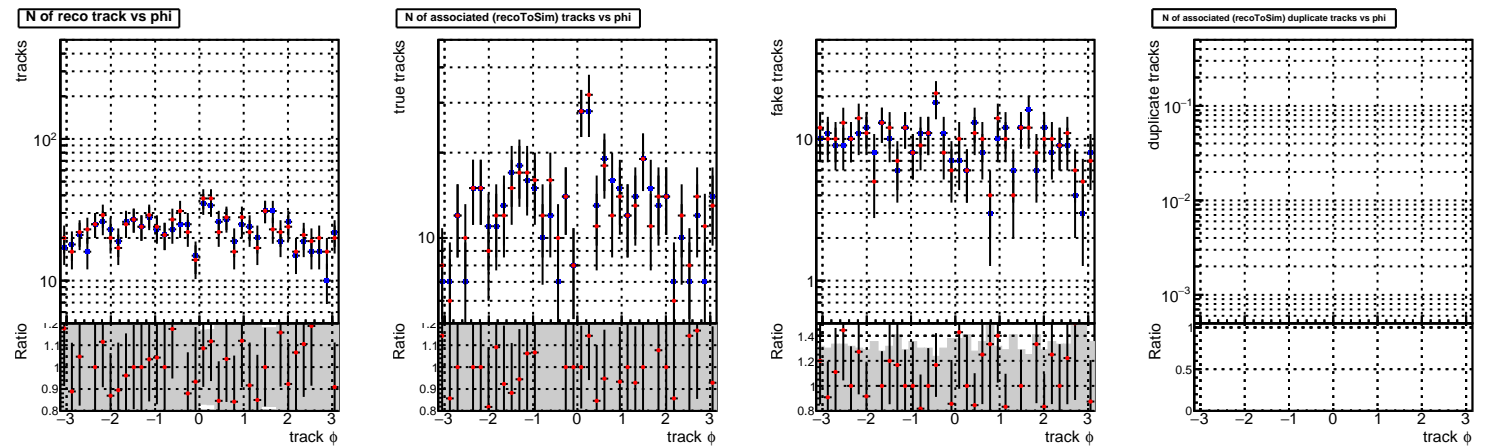 N of reco track vs phi
tracks
10²
10
Ratio
1.2
1.1
1
0.9
0.8
−3 −2 −1 0 1 2 3
track ϕ
N of associated (recoToSim) tracks vs phi
true tracks
10
Ratio
1.2
1.1
1
0.9
0.8
−3 −2 −1 0 1 2 3
track ϕ
fake tracks
10
1
Ratio
1.4
1.2
1
0.8
−3 −2 −1 0 1 2 3
track ϕ
N of associated (recoToSim) duplicate tracks vs phi
duplicate tracks
10⁻¹
10⁻²
10⁻³
Ratio
1
0.5
0
−3 −2 −1 0 1 2 3
track ϕ